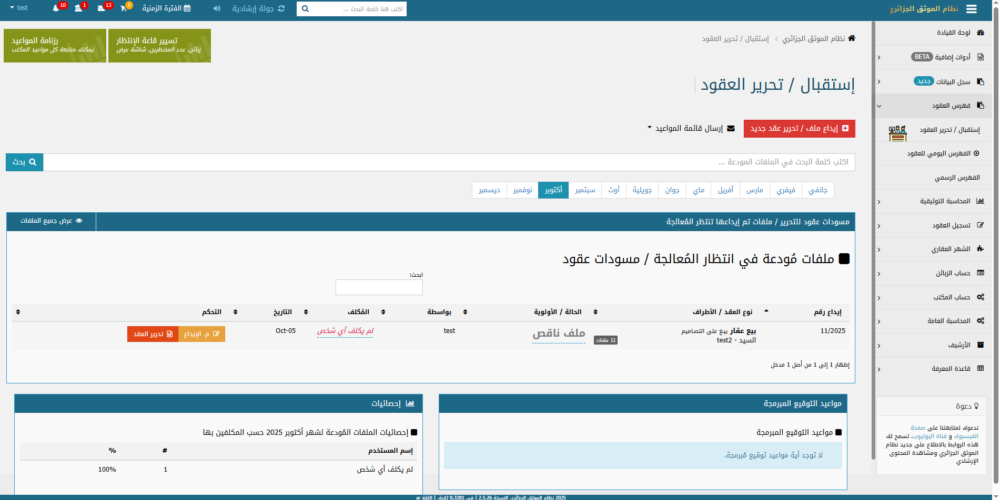 نظام الموثق الجزائري
اكتب هنا كلمة البحث ...
جولة إرشادية
الفترة الزمنية
5
13
1
10
test
لوحة القيادة
أدوات إضافية BETA
سجل البيانات جديد
فهرس العقود
إستقبال / تحرير العقود
الفهرس اليومي للعقود
الفهرس الرسمي
المحاسبة التوثيقية
تسجيل العقود
الشهر العقاري
حساب الزبائن
حساب المكتب
المحاسبة العامة
الأرشيف
قاعدة المعرفة
دعوة
ندعوك لمتابعتنا على صفحة
الفيسبوك و قناة اليوتيوب. تسمح لك
هذه الروابط بالاطلاع على جديد نظام
الموثق الجزائري ومشاهدة المحتوى
الإرشادي
نظام الموثق الجزائري
إستقبال / تحرير العقود
تسيير قاعة الإنتظار
زبائن، عدد المنتظرين، شاشة عرض
رزنامة المواعيد
يمكنك متابعة كل مواعيد المكتب
إستقبال / تحرير العقود
إيداع ملف / تحرير عقد جديد
إرسال قائمة المواعيد
اكتب كلمة البحث في الملفات المودعة ...
بحث
جانفي فيفري مارس أفريل ماي جوان جويلية أوت سبتمبر أكتوبر نوفمبر ديسمبر
مسودات عقود للتحرير / ملفات تم إيداعها تنتظر المُعالجة
عرض جميع الملفات
ملفات مُودعة في انتظار المُعالجة / مسودات عقود
ابحث:
إيداع رقم نوع العقد / الأطراف الحالة / الأولوية بواسطة المُكلف التاريخ التحكم
11/2025
بيع عقار بيع على التصاميم
السيد - test2
ملفات
ملف ناقص
test
لم يكلف أي شخص
Oct-05
م. الإيداع
تحرير العقد
إظهار 1 إلى 1 من أصل 1 مدخل
مواعيد التوقيع المبرمجة
مواعيد التوقيع المبرمجة
لا توجد أية مواعيد توقيع مُبرمجة.
إحصائيات
إحصائيات الملفات المُودعة لشهر أكتوبر 2025 حسب المكلفين بها
إسم المستخدم # %
لم يكلف أي شخص 1 100%
2025 نظام الموثق الجزائري النسخة 2.5.26 | في 0.3281 ثانية. | اللغة ar